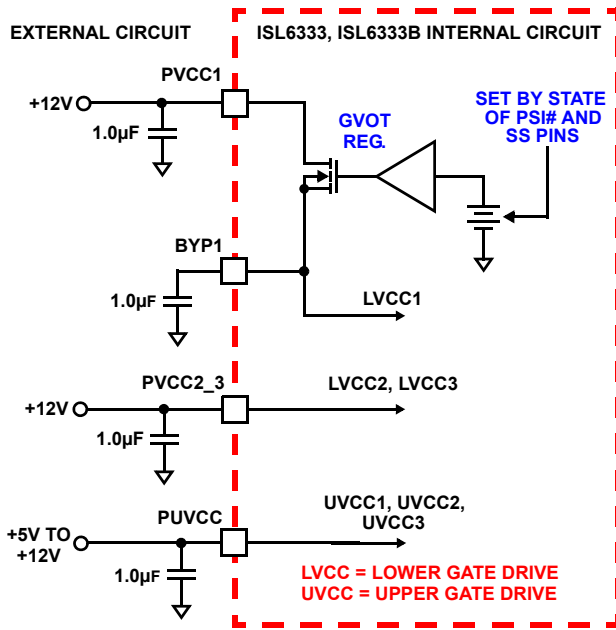 EXTERNAL CIRCUIT
ISL6333, ISL6333B INTERNAL CIRCUIT
PVCC1
+12V
1.0µF
GVOT
REG.
SET BY STATE
OF PSI# AND
SS PINS
BYP1
1.0µF
LVCC1
PVCC2_3
+12V
1.0µF
LVCC2, LVCC3
PUVCC
+5V TO
+12V
1.0µF
UVCC1, UVCC2,
UVCC3
LVCC = LOWER GATE DRIVE
UVCC = UPPER GATE DRIVE